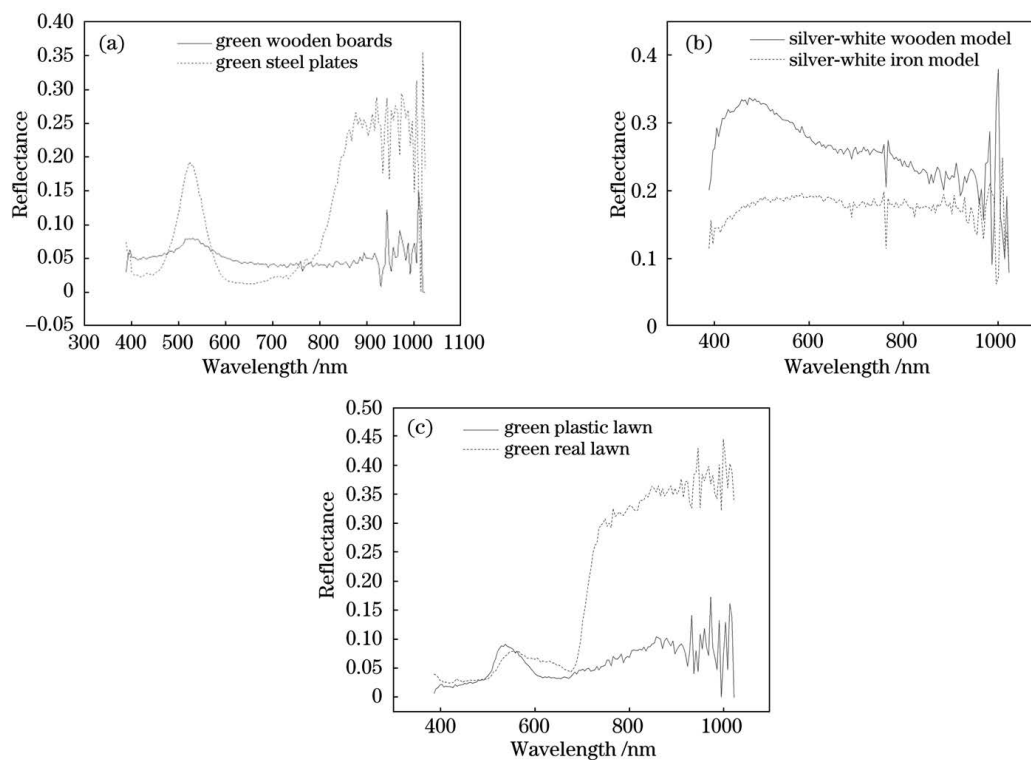 (a)
green wooden boards
green steel plates
0.40
0.35
0.30
0.25
0.20
0.15
0.10
0.05
0
−0.05
Reflectance
300 400 500 600 700 800 900 1000 1100
Wavelength /nm
(b)
silver-white wooden model
silver-white iron model
0.4
0.3
0.2
0.1
0
Reflectance
400 600 800 1000
Wavelength /nm
(c)
green plastic lawn
green real lawn
0.50
0.45
0.40
0.35
0.30
0.25
0.20
0.15
0.10
0.05
0
Reflectance
400 600 800 1000
Wavelength /nm